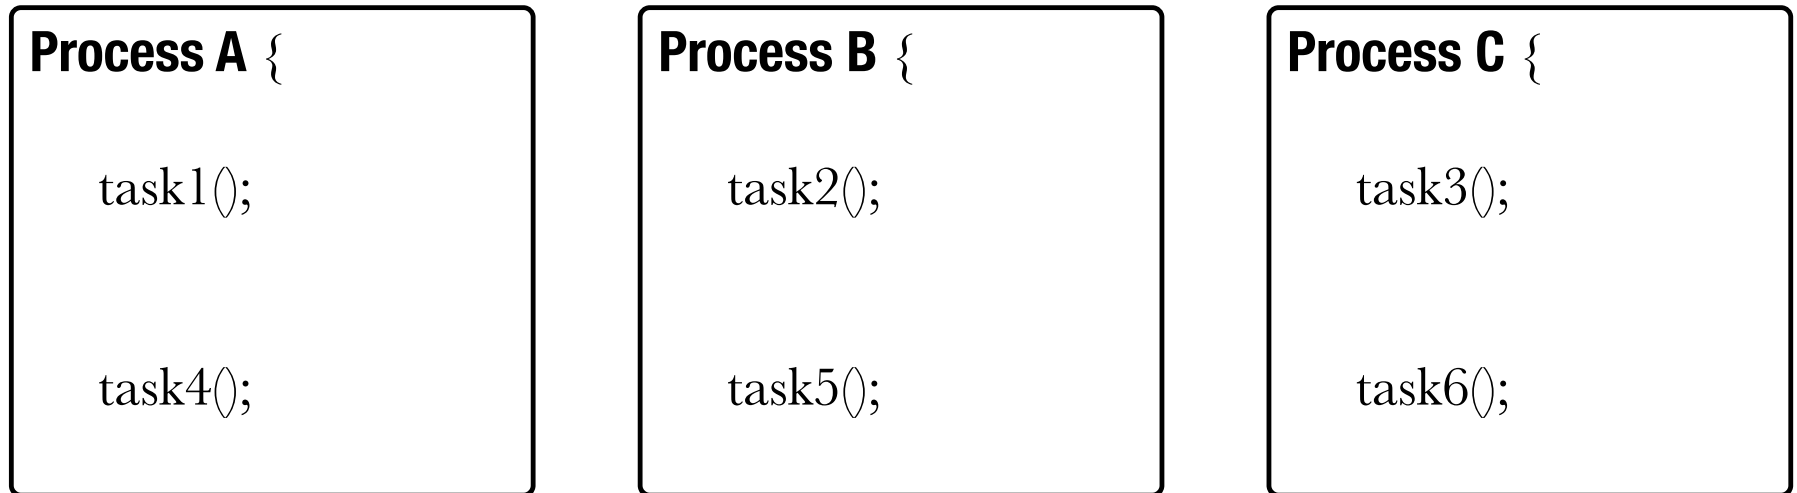 Process A {
task1();
task4();
Process B {
task2();
task5();
Process C {
task3();
task6();